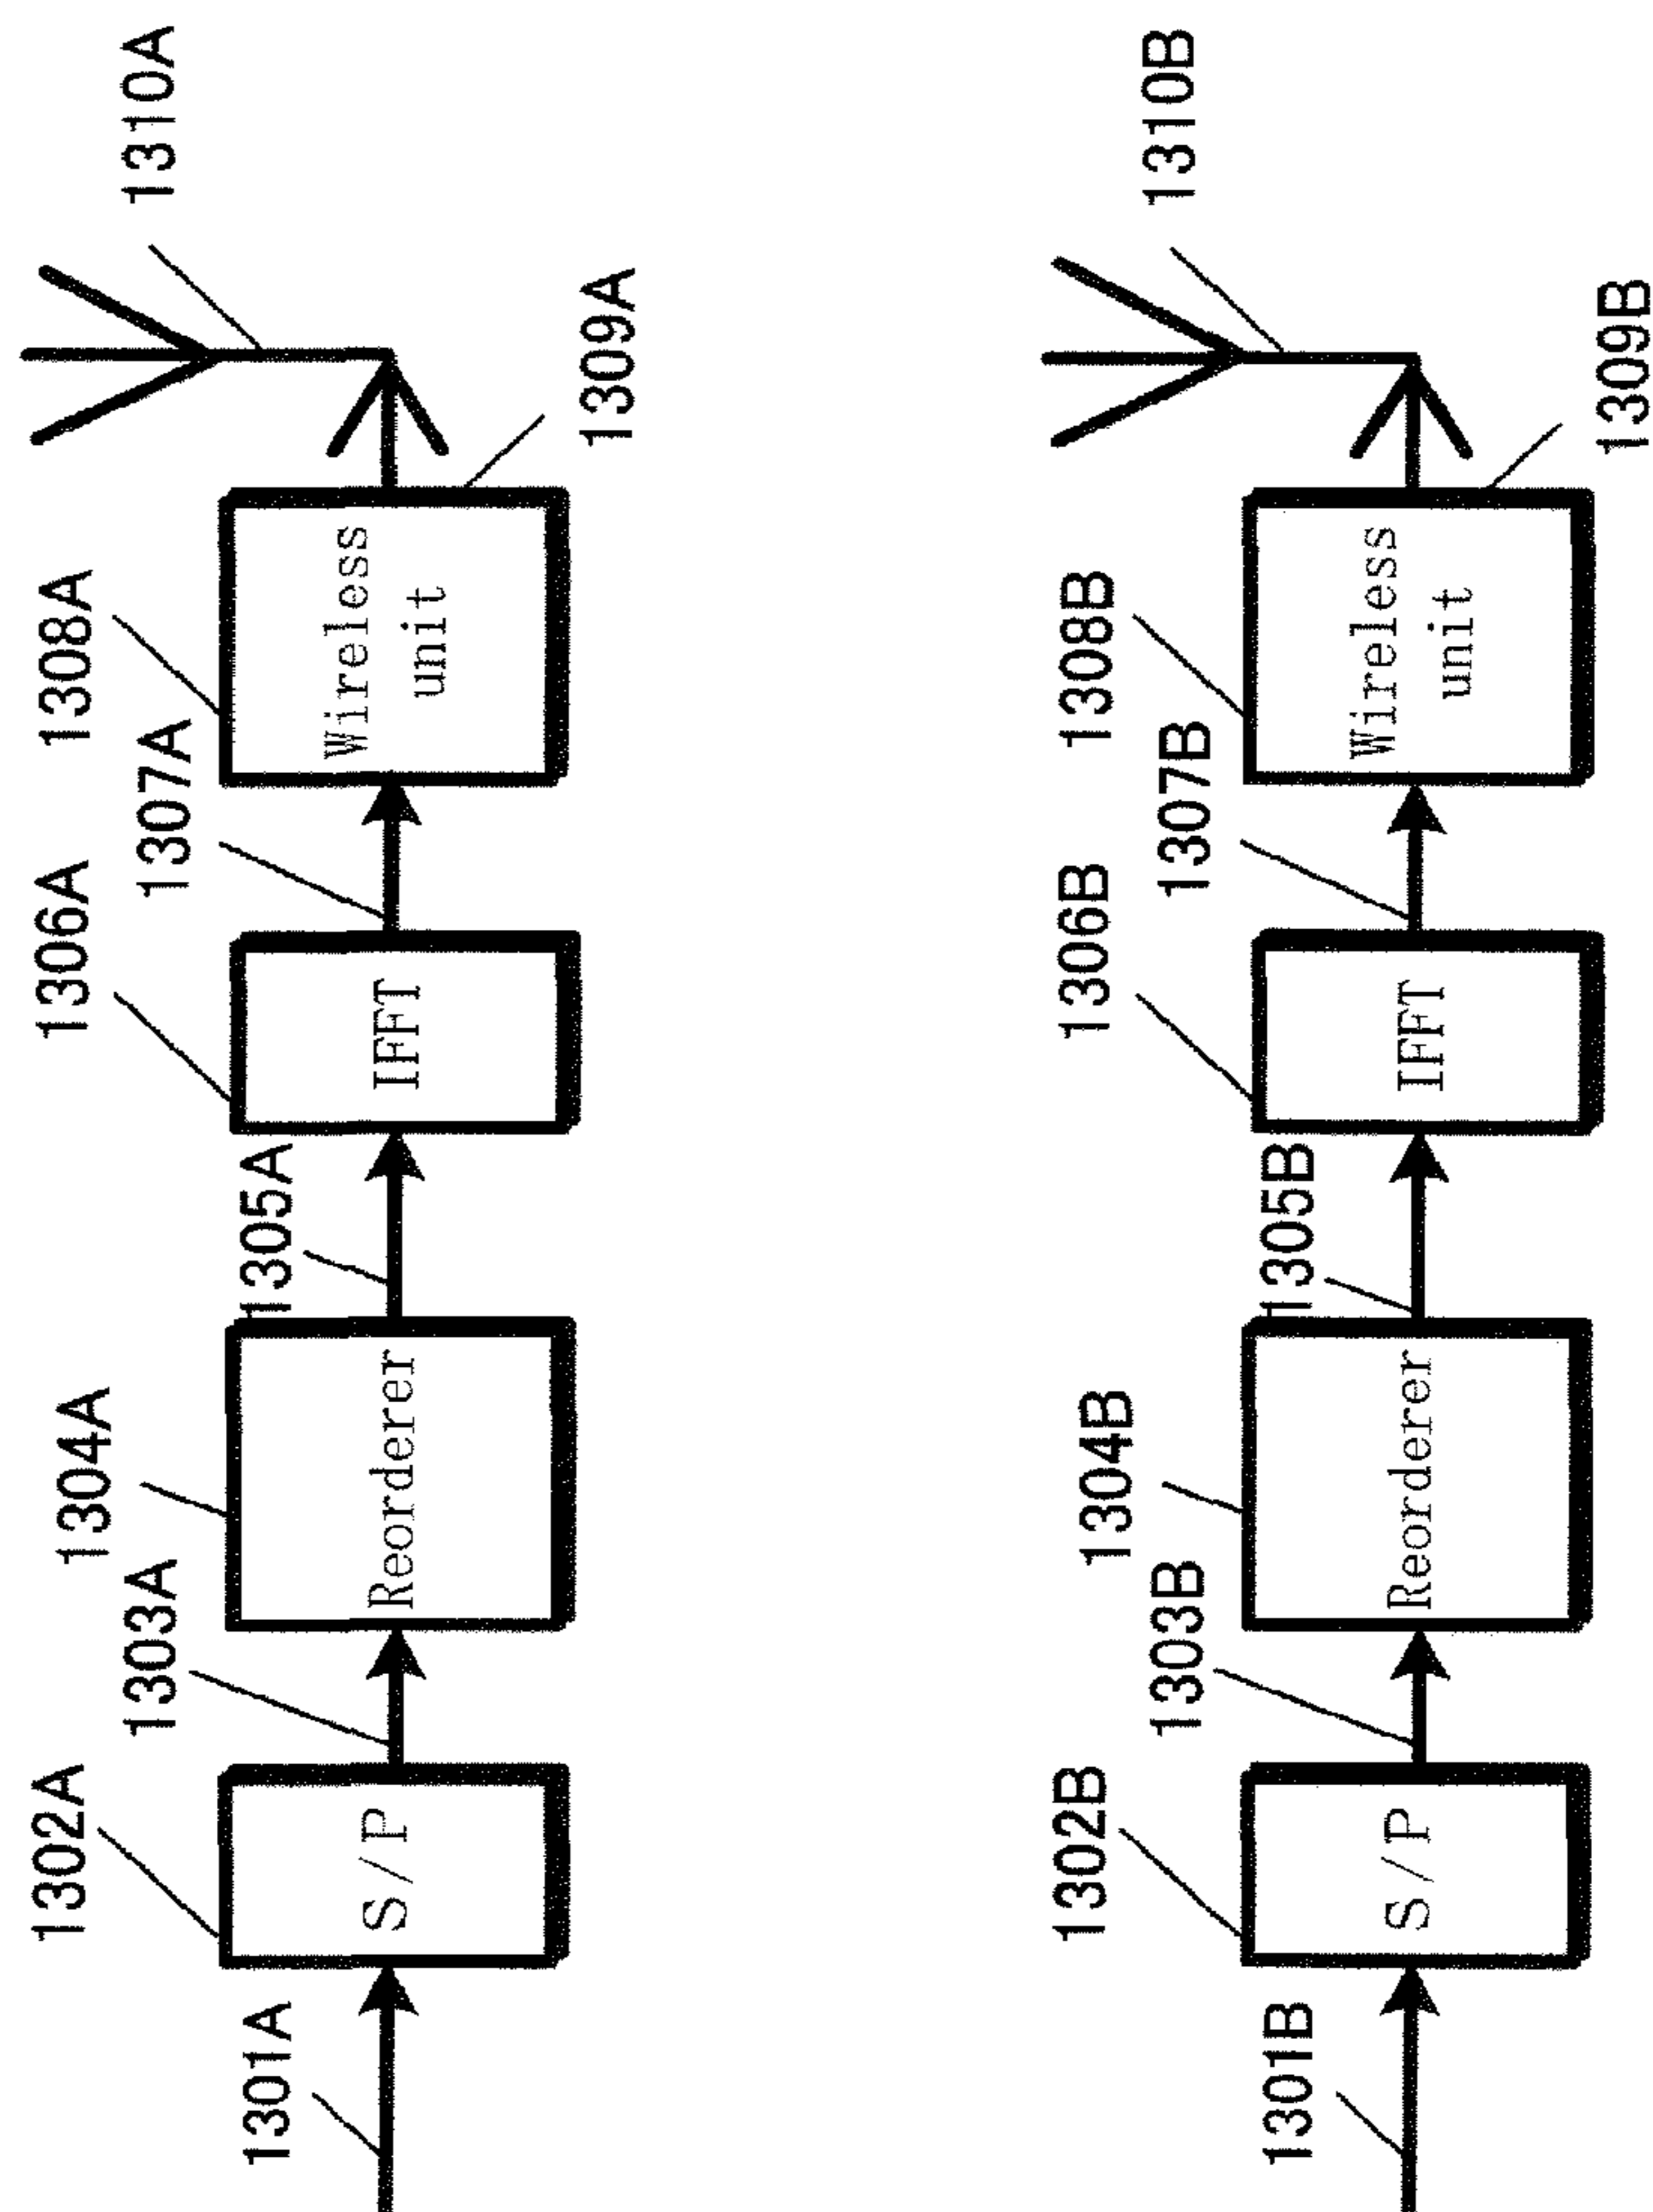 1301A
1302A
S/P
1303A
1304A
Reorderer
1305A
1306A
IFFT
1307A
1308A
Wireless
unit
1309A
1310A
1301B
1302B
S/P
1303B
1304B
Reorderer
1305B
1306B
IFFT
1307B
1308B
Wireless
unit
1309B
1310B